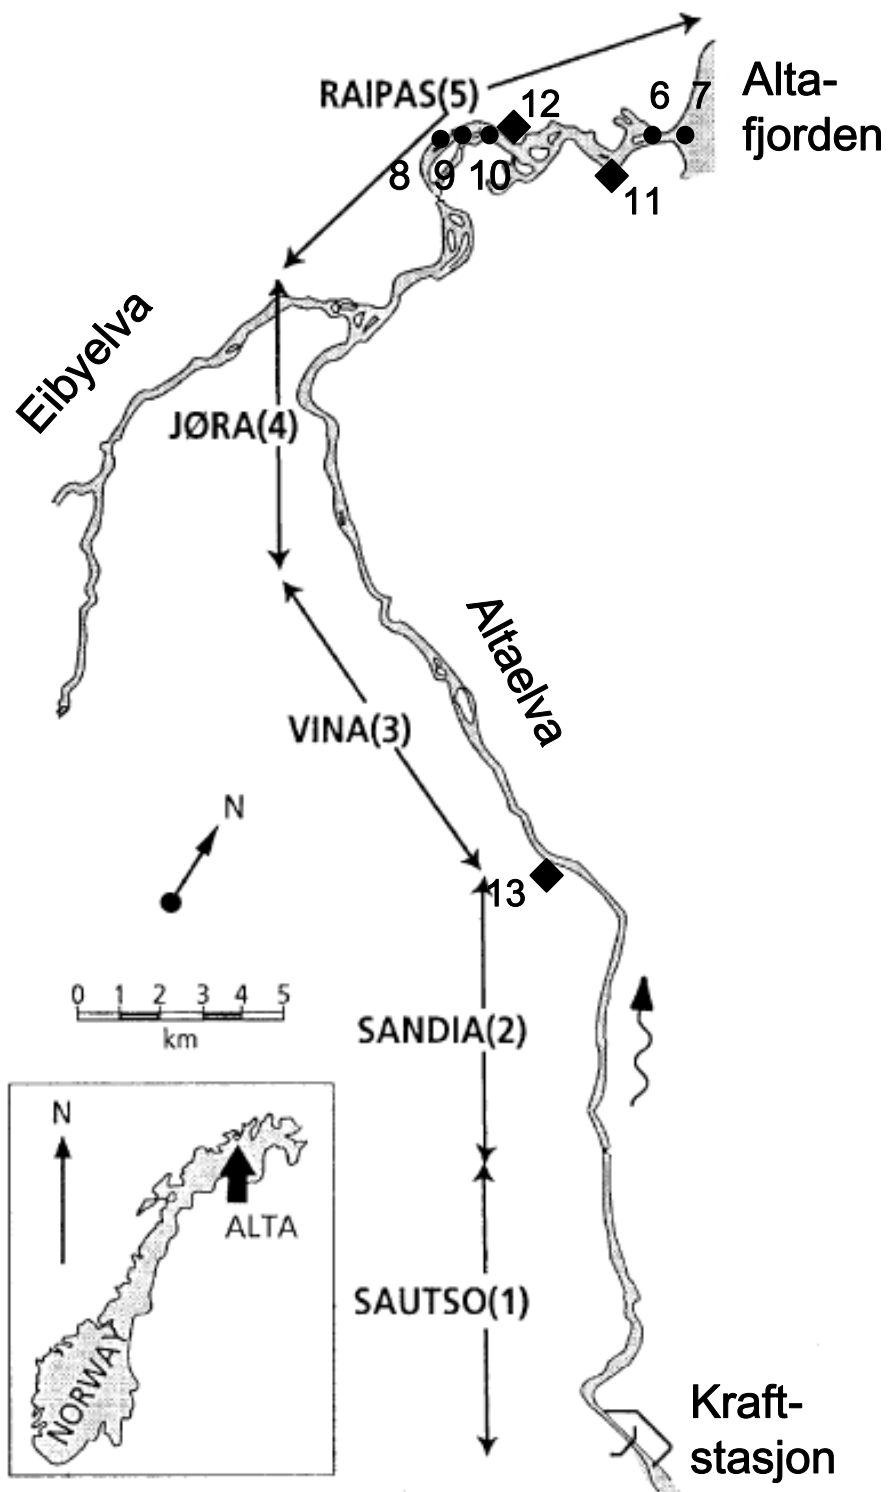 RAIPAS(5)
Alta-
fjorden
12
6
7
8
9
10
11
Eibyelva
JØRA(4)
Altaelva
VINA(3)
N
13
0 1 2 3 4 5
km
SANDIA(2)
N
ALTA
NORWAY
SAUTSO(1)
Kraft-
stasjon